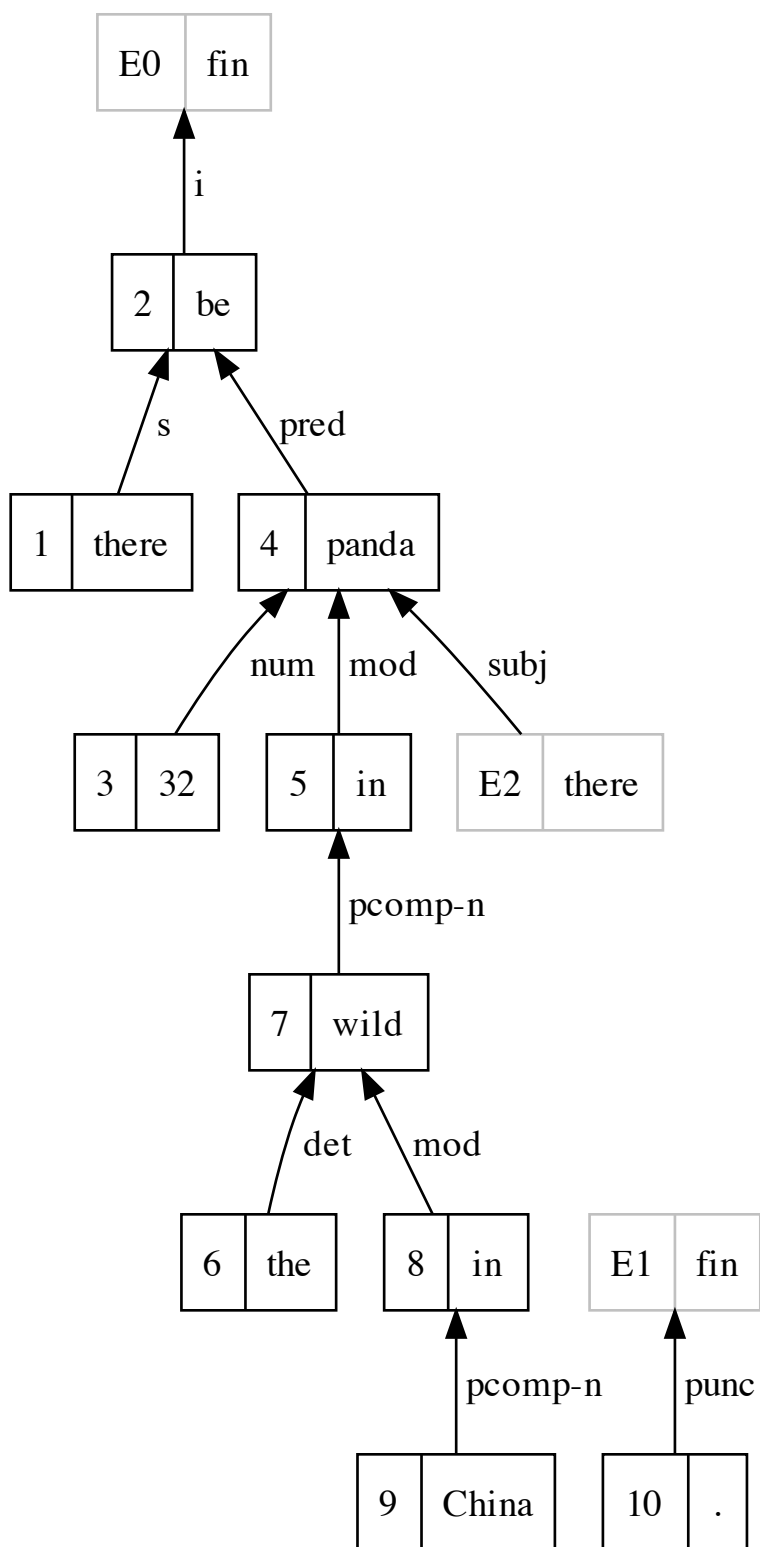 E0 fin
i
2 be
s pred
1 there 4 panda
num mod subj
3 32 5 in E2 there
pcomp-n
7 wild
det mod
6 the 8 in E1 fin
pcomp-n punc
9 China 10 .